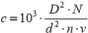 c = 10³ · D² · N / d² · n · v